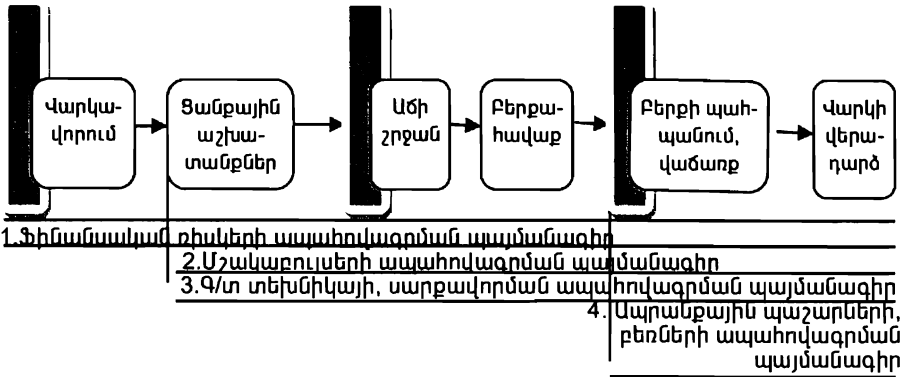 Վարկա-
վորում
Ցանքային
աշխա-
տանքներ
Աճի
շրջան
Բերքա-
հավաք
Բերքի պահ-
պանում,
վաճառք
Վարկի
վերա-
դարձ
1.Ֆինանսական ռիսկերի ապահովագրման պայմանագիր
2.Մշակաբույսերի ապահովագրման պայմանագիր
3.Գ/տ տեխնիկայի, սարքավորման ապահովագրման պայմանագիր
4. Ապրանքային պաշարների,
բեռների ապահովագրման
պայմանագիր